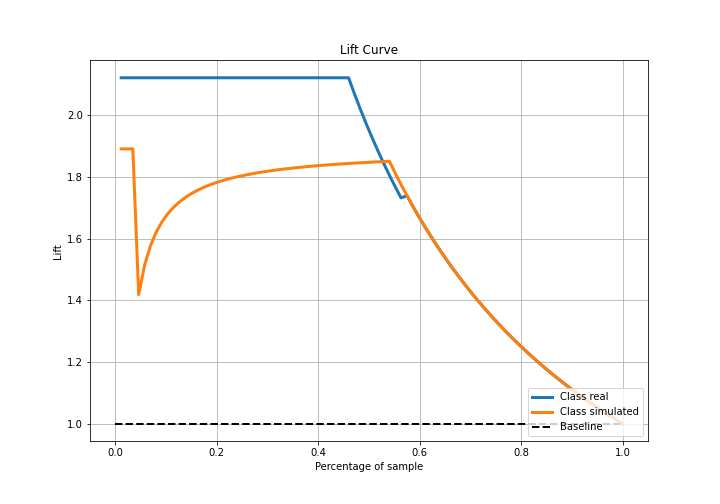 Lift Curve
Lift
2.0
1.8
1.6
1.4
1.2
1.0
0.0 0.2 0.4 0.6 0.8 1.0
Percentage of sample
Class real
Class simulated
Baseline